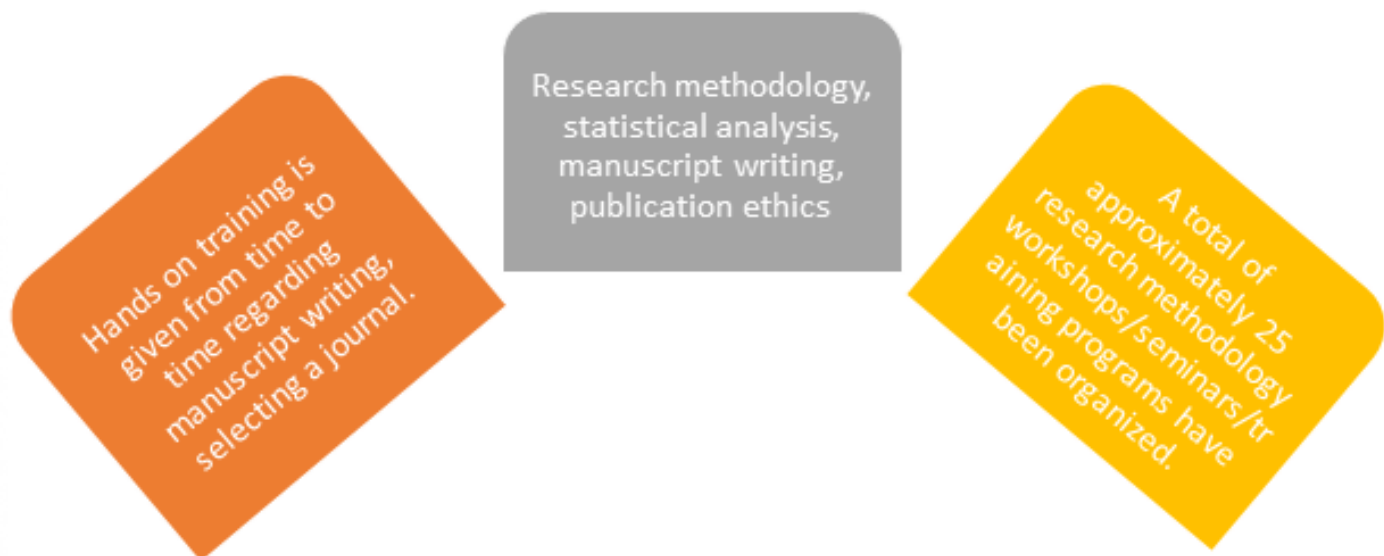 Hands on training is
given from time to
time regarding
manuscript writing,
selecting a journal.
Research methodology,
statistical analysis,
manuscript writing,
publication ethics
A total of
approximately 25
research methodology
workshops/seminars/tr
aining programs have
been organized.